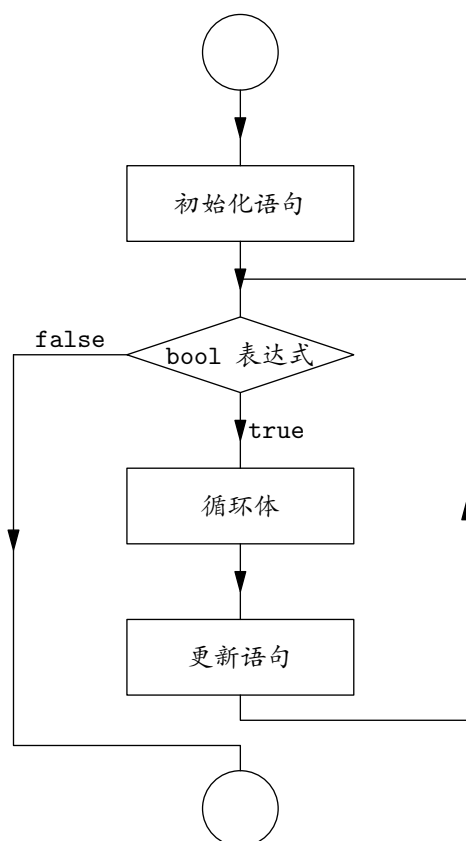 初始化语句
false
bool 表达式
true
循环体
更新语句